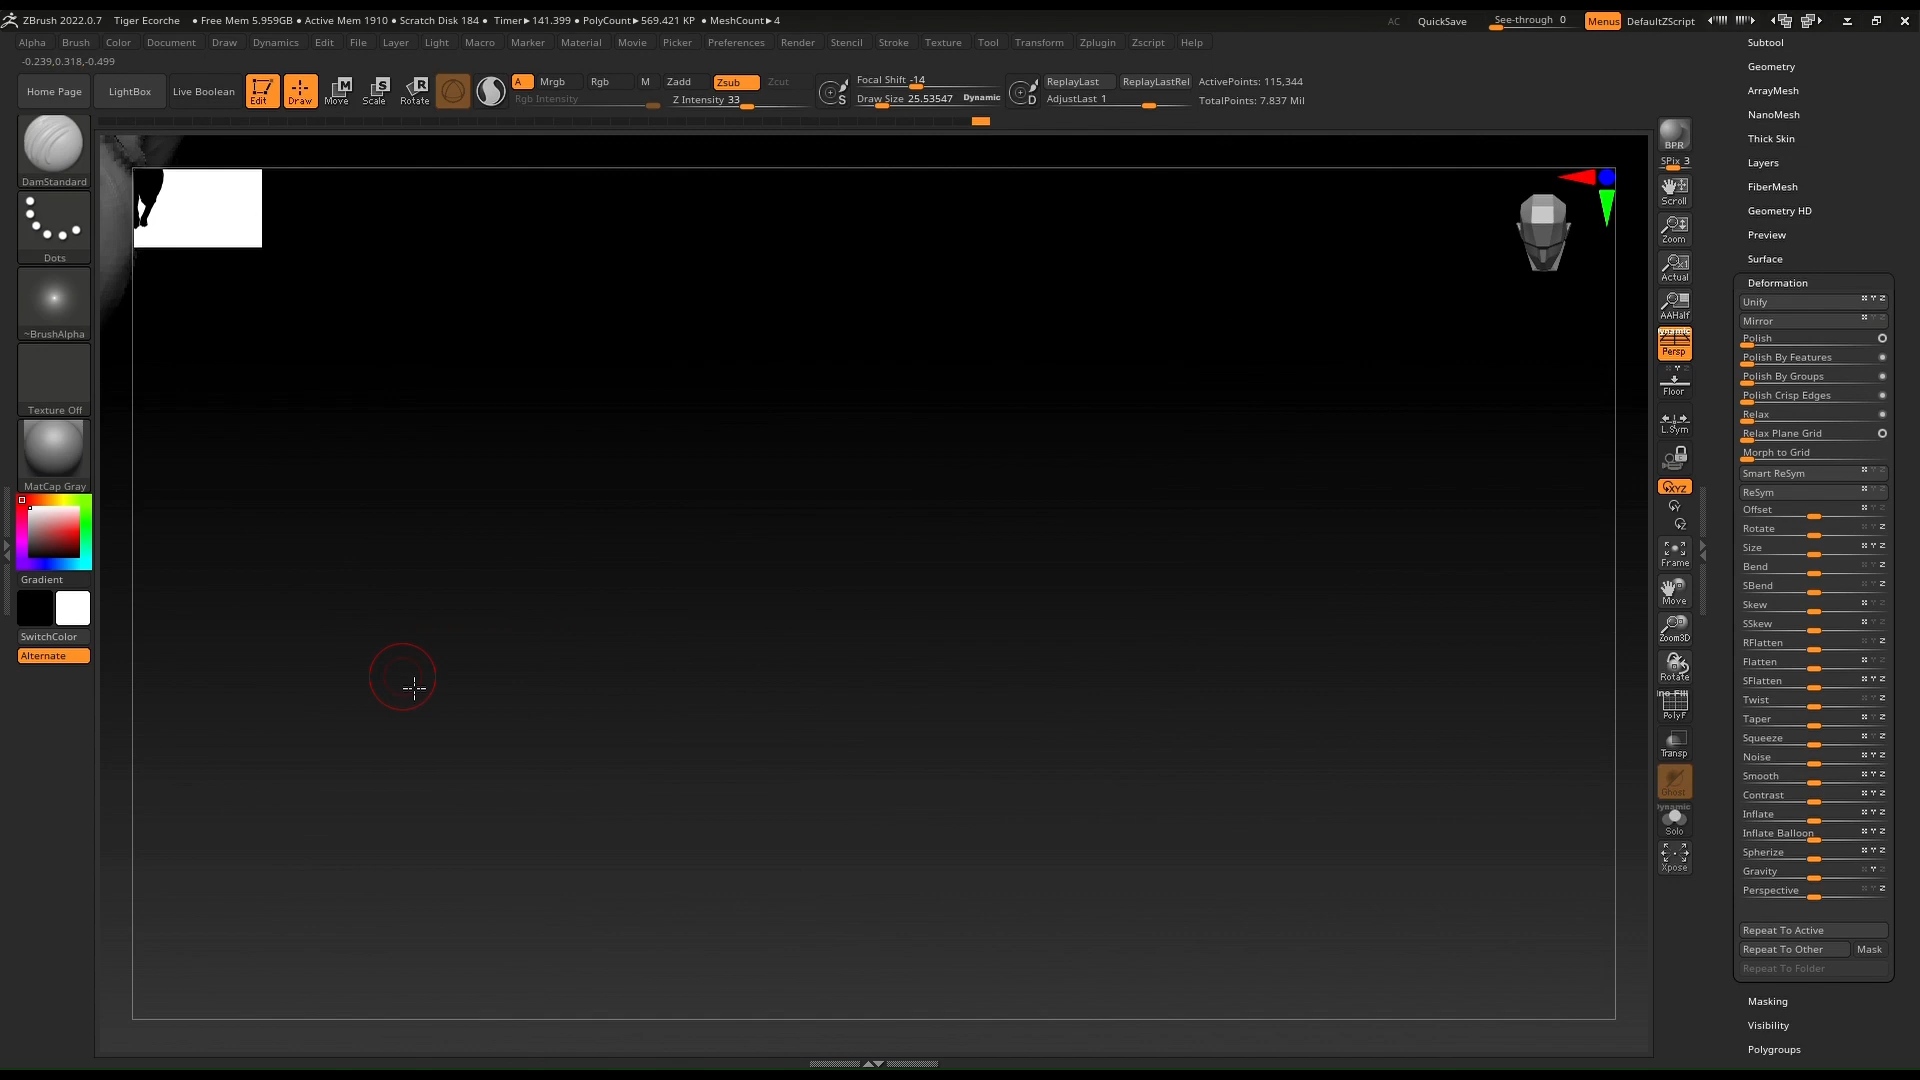 ZBrush 2022.0.7 Tiger Ecorche • Free Mem 5.959GB • Active Mem 1910 • Scratch Disk 184 • Timer▶141.399 • PolyCount▶569.421 KP • MeshCount▶4 AC QuickSave See-through 0 Menus DefaultZScript
Alpha Brush Color Document Draw Dynamics Edit File Layer Light Macro Marker Material Movie Picker Preferences Render Stencil Stroke Texture Tool Transform Zplugin Zscript Help
-0.239,0.318,-0.499
Home Page LightBox Live Boolean Edit Draw Move Scale Rotate
A Mrgb Rgb M Zadd Zsub Zcut
Rgb Intensity Z Intensity 33
S Focal Shift -14
Draw Size 25.53547 Dynamic
D ReplayLast ReplayLastRel
AdjustLast 1
ActivePoints: 115,344
TotalPoints: 7.837 Mil
DamStandard
Dots
~BrushAlpha
Texture Off
MatCap Gray
Gradient
SwitchColor
Alternate
BPR
SPix 3
Scroll
Zoom
Actual
AAHalf
Persp
Floor
L.Sym
XYZ
Frame
Move
Zoom3D
Rotate
PolyF
Transp
Ghost
Dynamic
Solo
Xpose
Subtool
Geometry
ArrayMesh
NanoMesh
Thick Skin
Layers
FiberMesh
Geometry HD
Preview
Surface
Deformation
Unify
Mirror
Polish
Polish By Features
Polish By Groups
Polish Crisp Edges
Relax
Relax Plane Grid
Morph to Grid
Smart ReSym
ReSym
Offset
Rotate
Size
Bend
SBend
Skew
SSkew
RFlatten
Flatten
SFlatten
Twist
Taper
Squeeze
Noise
Smooth
Contrast
Inflate
Inflate Balloon
Spherize
Gravity
Perspective
Repeat To Active
Repeat To Other Mask
Repeat To Folder
Masking
Visibility
Polygroups